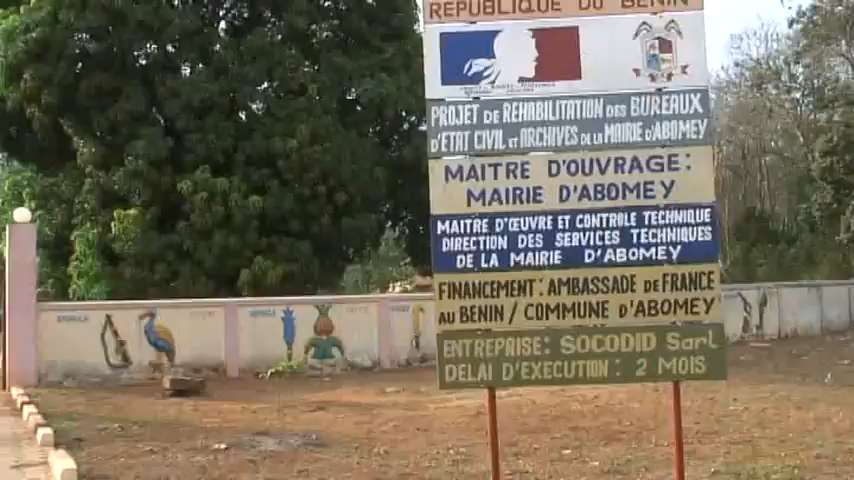 REPUBLIQUE DU BENIN
PROJET DE REHABILITATION DES BUREAUX
D'ETAT CIVIL ET ARCHIVES DE LA MAIRIE D'ABOMEY
MAITRE D'OUVRAGE:
MAIRIE D'ABOMEY
MAITRE D'ŒUVRE ET CONTROLE TECHNIQUE
DIRECTION DES SERVICES TECHNIQUES
DE LA MAIRIE D'ABOMEY
FINANCEMENT: AMBASSADE DE FRANCE
AU BENIN / COMMUNE D'ABOMEY
ENTREPRISE: SOCODID Sarl
DELAI D'EXECUTION: 2 MOIS